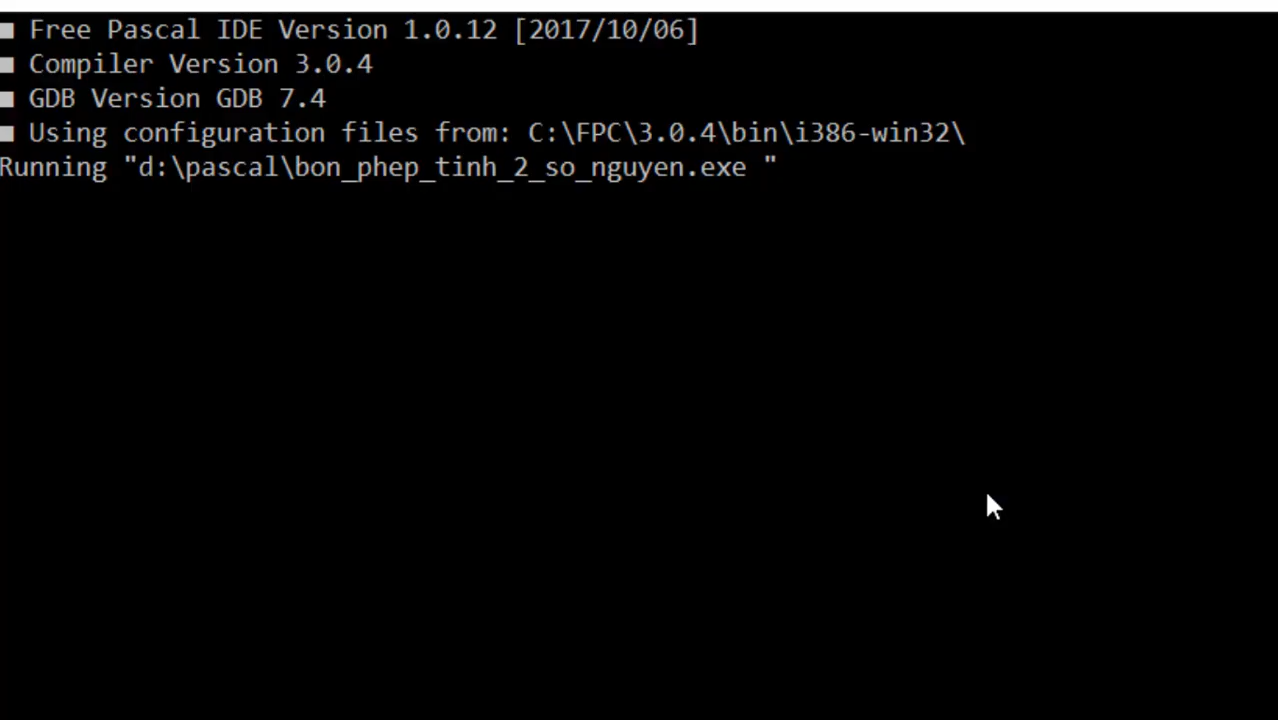 ■ Free Pascal IDE Version 1.0.12 [2017/10/06]
■ Compiler Version 3.0.4
■ GDB Version GDB 7.4
■ Using configuration files from: C:\FPC\3.0.4\bin\i386-win32\
Running "d:\pascal\bon_phep_tinh_2_so_nguyen.exe "